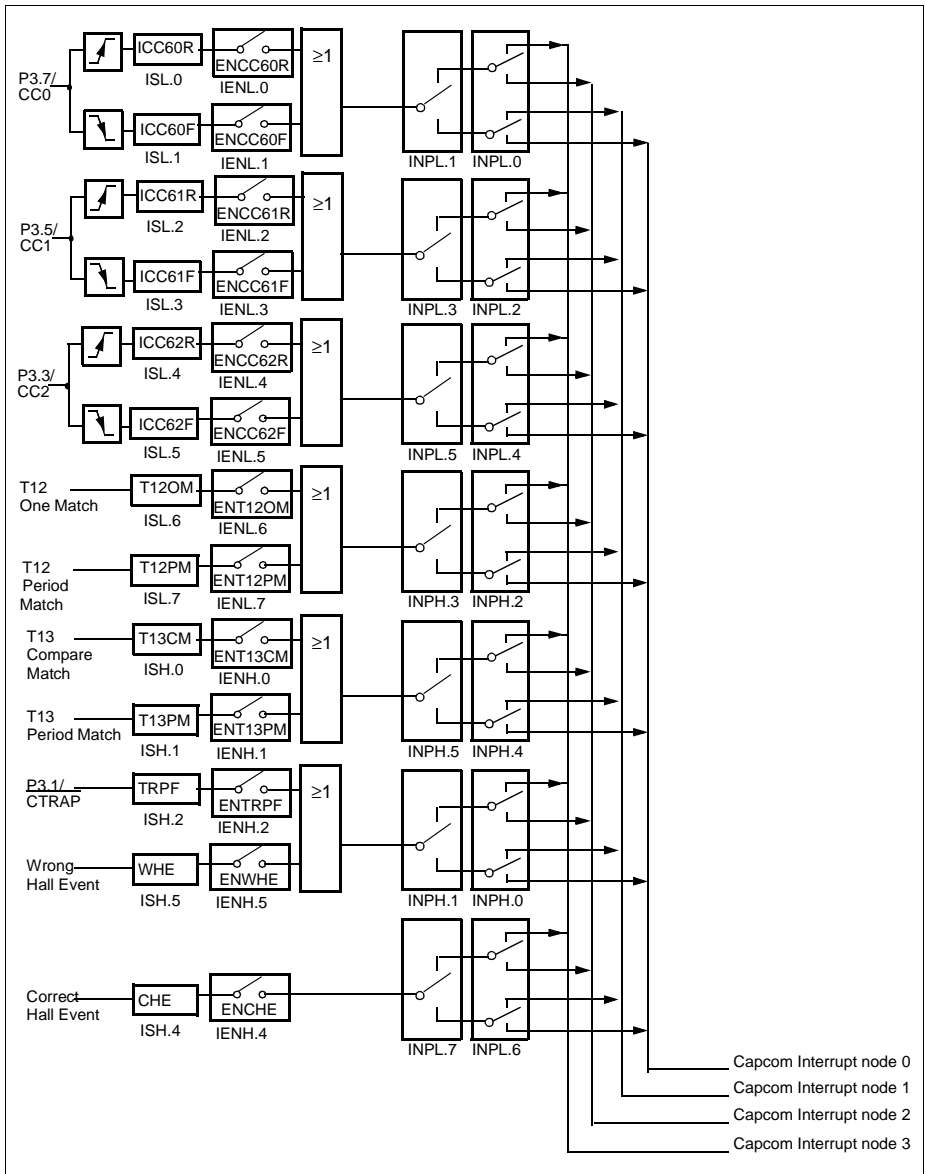 ICC60R
ISL.0
ENCC60R
IENL.0
≥1
P3.7/
CC0
ICC60F
ISL.1
ENCC60F
IENL.1
INPL.1
INPL.0
ICC61R
ISL.2
ENCC61R
IENL.2
≥1
P3.5/
CC1
ICC61F
ISL.3
ENCC61F
IENL.3
INPL.3
INPL.2
ICC62R
ISL.4
ENCC62R
IENL.4
≥1
P3.3/
CC2
ICC62F
ISL.5
ENCC62F
IENL.5
INPL.5
INPL.4
T12
One Match
T12OM
ISL.6
ENT12OM
IENL.6
≥1
T12
Period
Match
T12PM
ISL.7
ENT12PM
IENL.7
INPH.3
INPH.2
T13
Compare
Match
T13CM
ISH.0
ENT13CM
IENH.0
≥1
T13
Period Match
T13PM
ISH.1
ENT13PM
IENH.1
INPH.5
INPH.4
P3.1/
CTRAP
TRPF
ISH.2
ENTRPF
IENH.2
≥1
Wrong
Hall Event
WHE
ISH.5
ENWHE
IENH.5
INPH.1
INPH.0
Correct
Hall Event
CHE
ISH.4
ENCHE
IENH.4
INPL.7
INPL.6
Capcom Interrupt node 0
Capcom Interrupt node 1
Capcom Interrupt node 2
Capcom Interrupt node 3